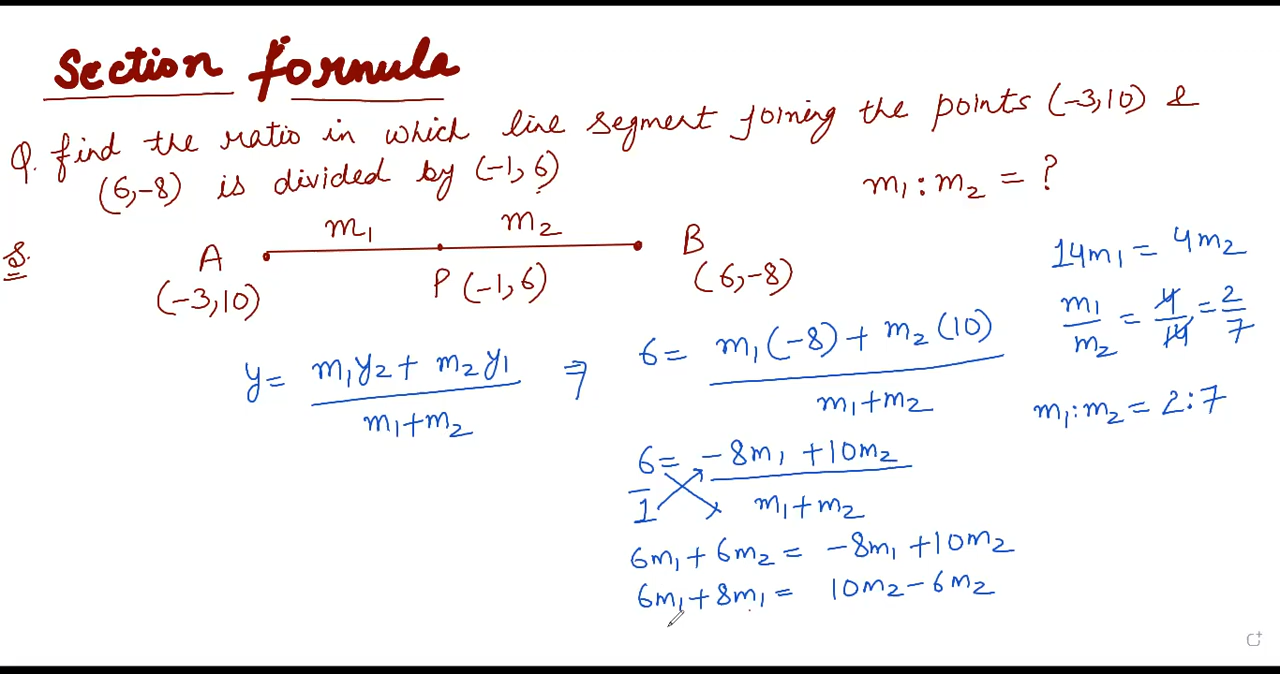 Section formula
Q. find the ratio in which line segment joining the points (-3,10) &
(6,-8) is divided by (-1, 6)
m₁ : m₂ = ?
S.
m₁ m₂
A P (-1, 6) B
(-3,10) (6,-8)
y = (m₁y₂ + m₂y₁)/(m₁+m₂) ⇒ 6 = (m₁(-8) + m₂(10))/(m₁+m₂)
6/1 = (-8m₁ + 10m₂)/(m₁+m₂)
6m₁ + 6m₂ = -8m₁ + 10m₂
6m₁ + 8m₁ = 10m₂ - 6m₂
14m₁ = 4m₂
m₁/m₂ = 4/14 = 2/7
m₁:m₂ = 2:7